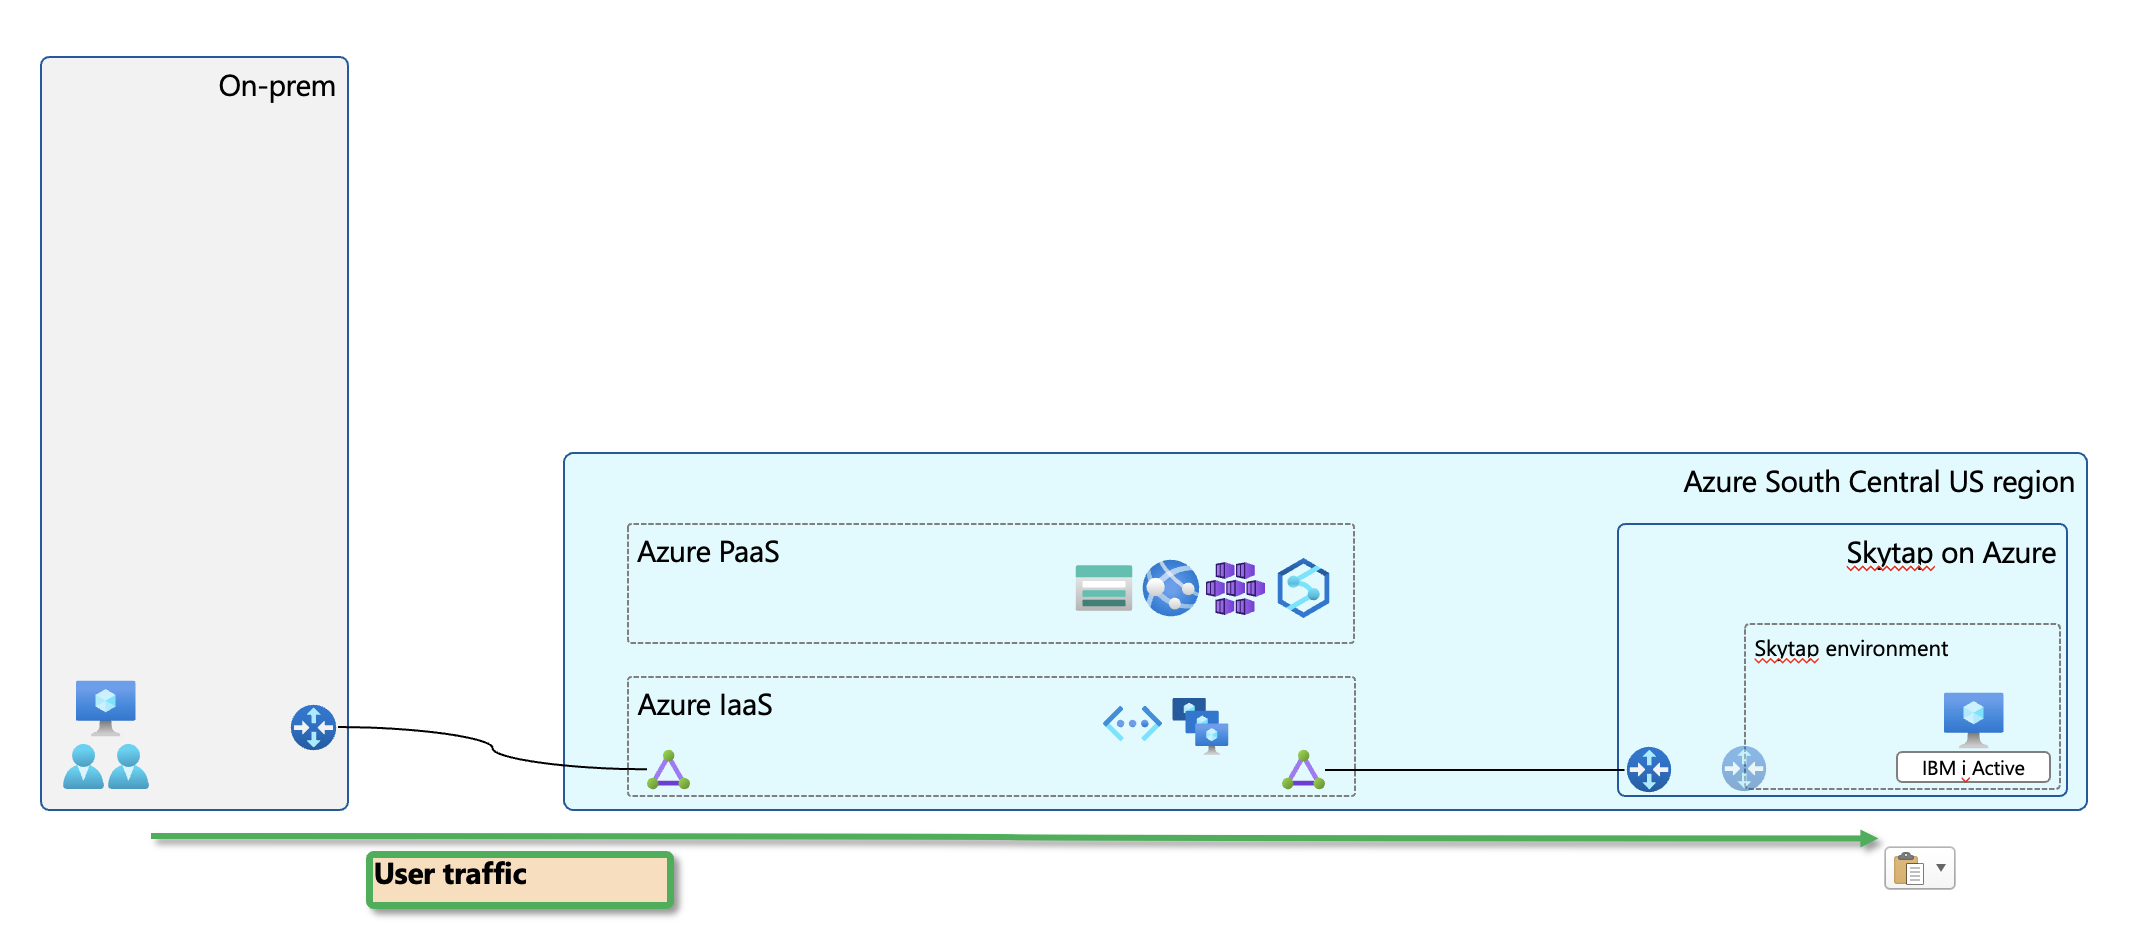 On-prem
Azure South Central US region
Azure PaaS
Skytap on Azure
Skytap environment
Azure IaaS
IBM i Active
User traffic